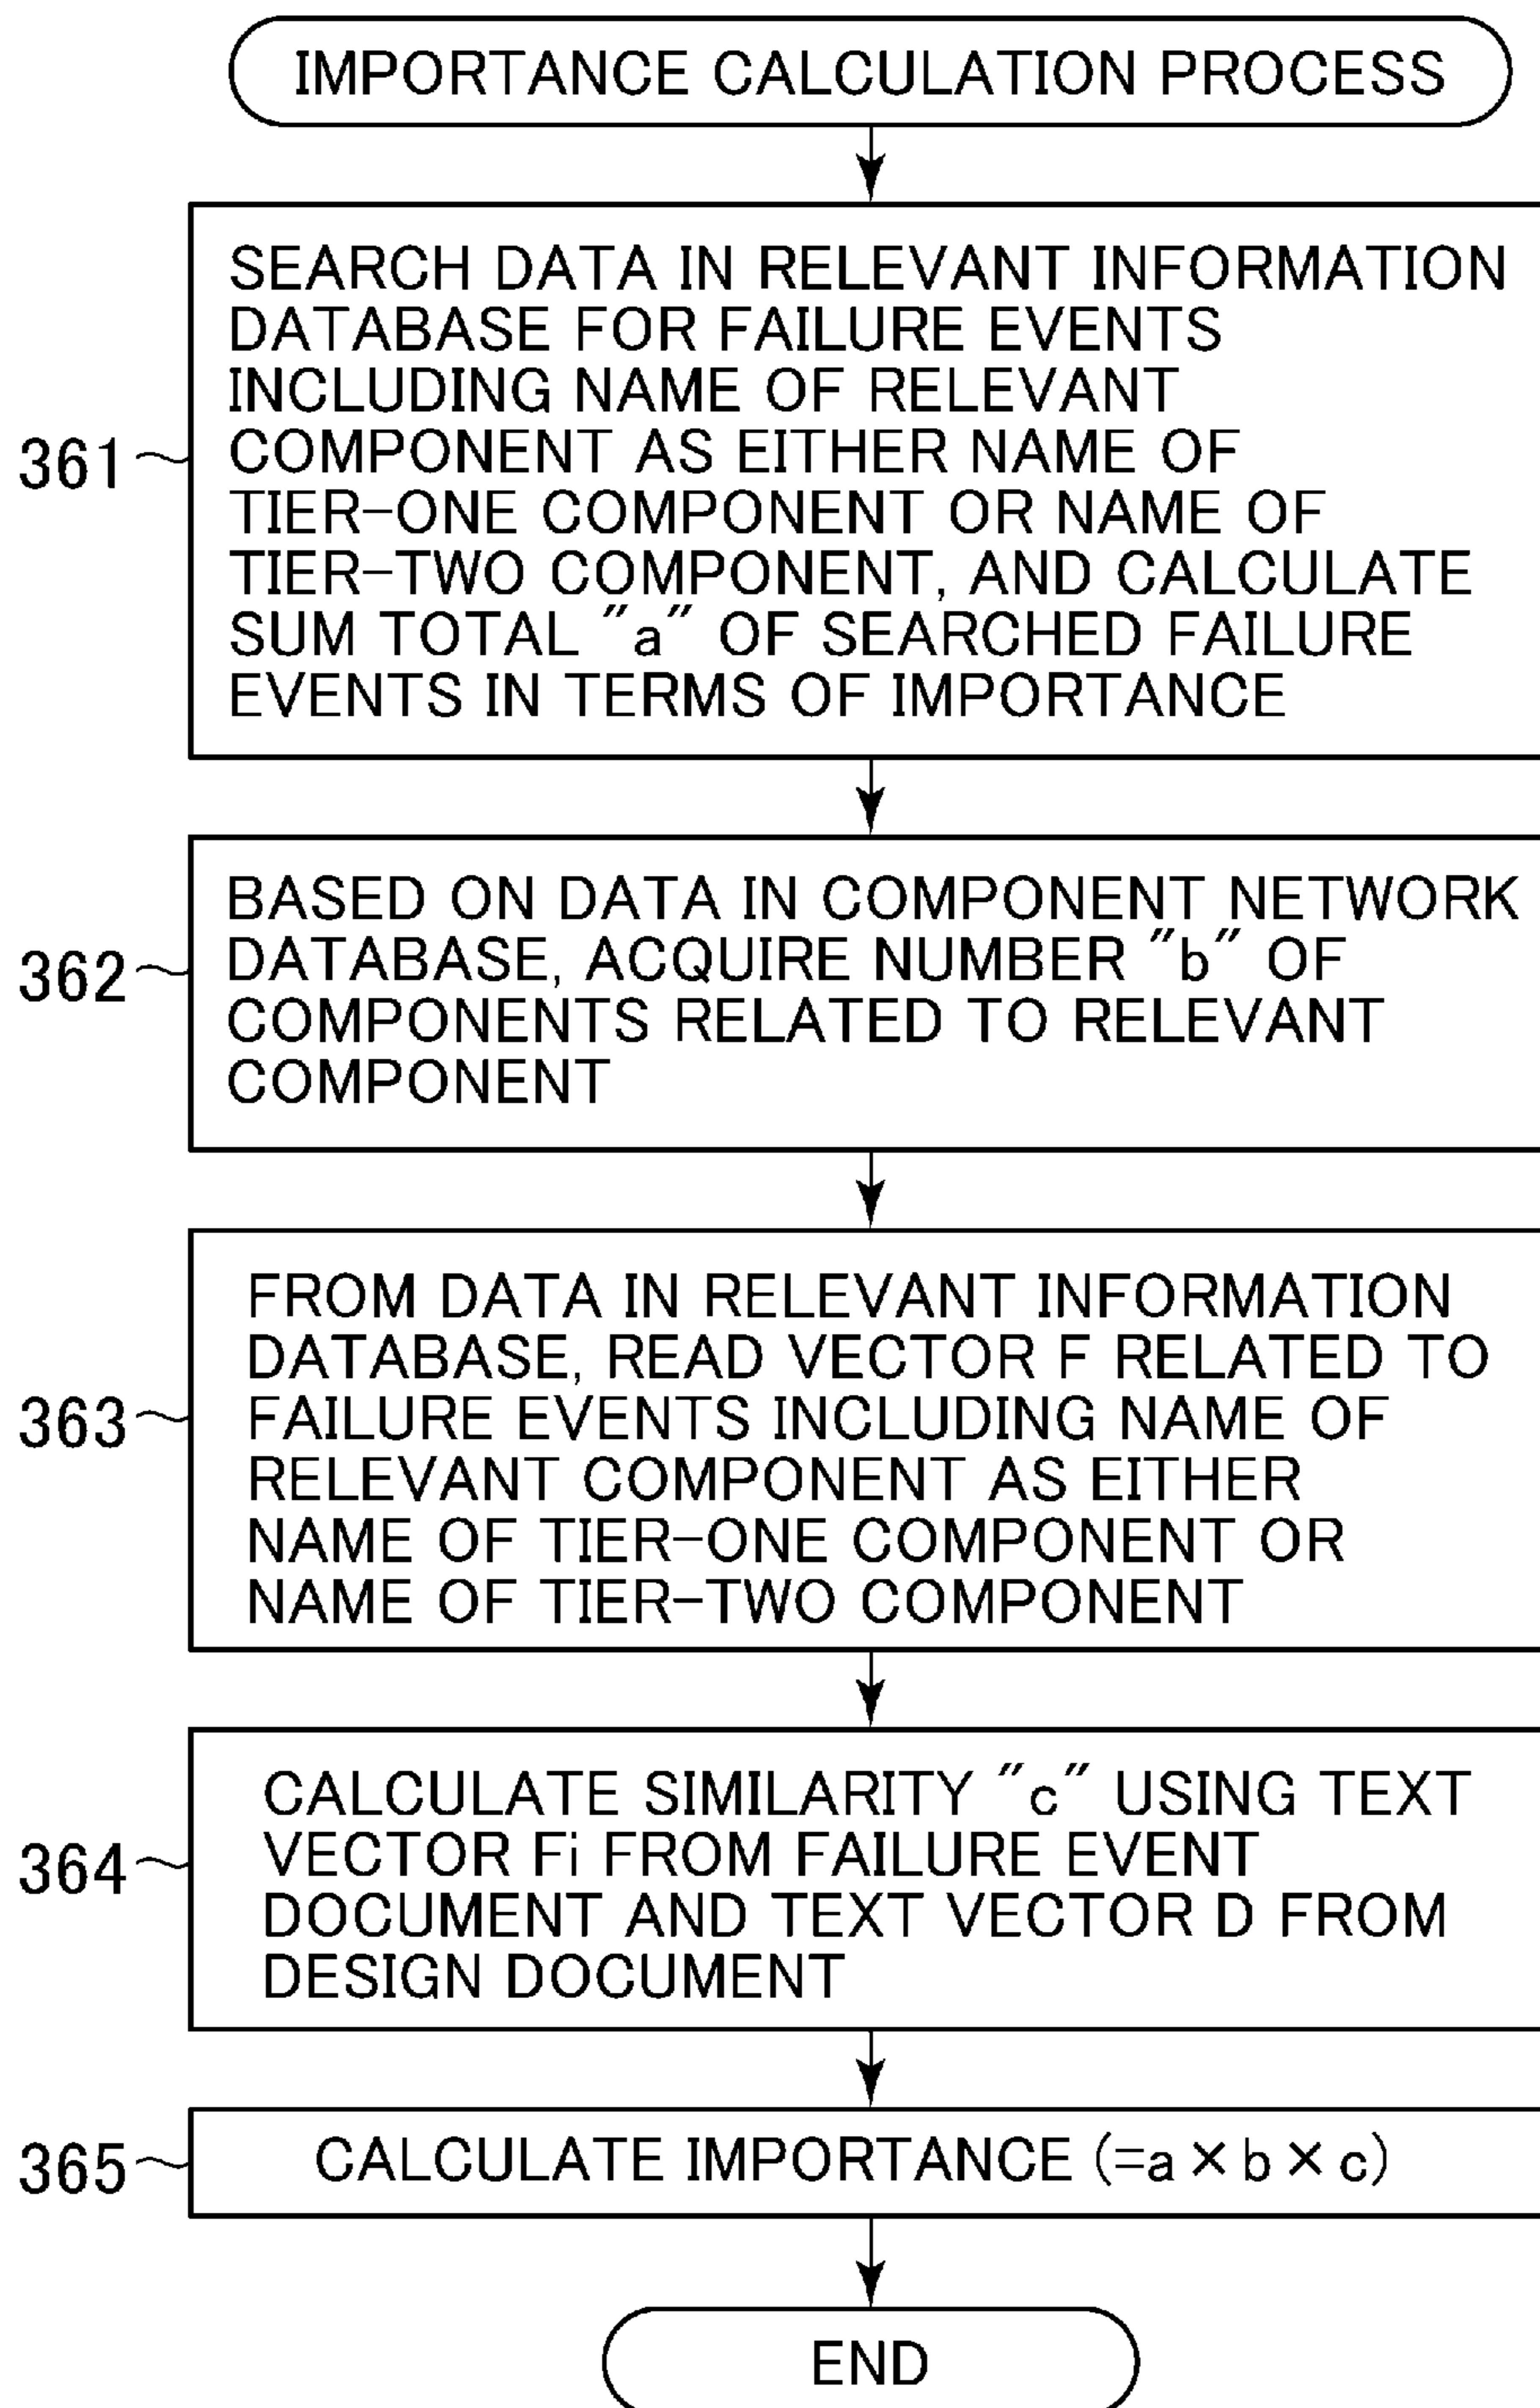 IMPORTANCE CALCULATION PROCESS
361
SEARCH DATA IN RELEVANT INFORMATION
DATABASE FOR FAILURE EVENTS
INCLUDING NAME OF RELEVANT
COMPONENT AS EITHER NAME OF
TIER-ONE COMPONENT OR NAME OF
TIER-TWO COMPONENT, AND CALCULATE
SUM TOTAL "a" OF SEARCHED FAILURE
EVENTS IN TERMS OF IMPORTANCE
362
BASED ON DATA IN COMPONENT NETWORK
DATABASE, ACQUIRE NUMBER "b" OF
COMPONENTS RELATED TO RELEVANT
COMPONENT
363
FROM DATA IN RELEVANT INFORMATION
DATABASE, READ VECTOR F RELATED TO
FAILURE EVENTS INCLUDING NAME OF
RELEVANT COMPONENT AS EITHER
NAME OF TIER-ONE COMPONENT OR
NAME OF TIER-TWO COMPONENT
364
CALCULATE SIMILARITY "c" USING TEXT
VECTOR Fi FROM FAILURE EVENT
DOCUMENT AND TEXT VECTOR D FROM
DESIGN DOCUMENT
365
CALCULATE IMPORTANCE (=a×b×c)
END